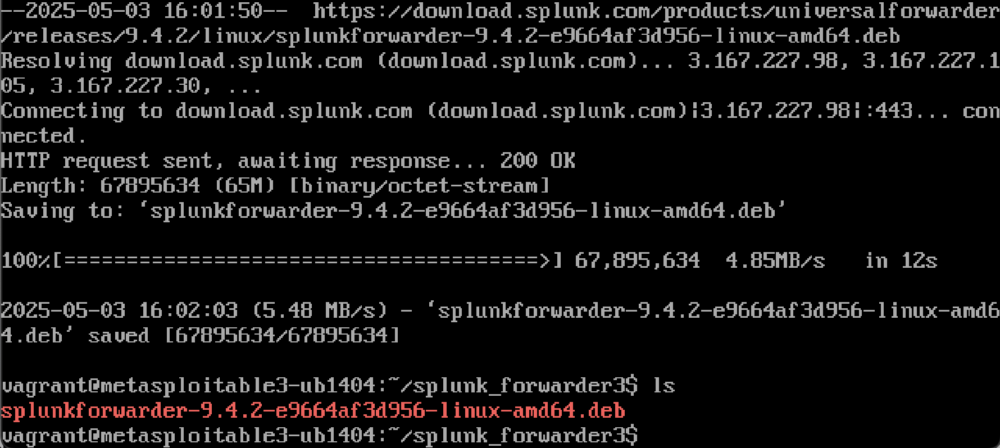 --2025-05-03 16:01:50--  https://download.splunk.com/products/universalforwarder
/releases/9.4.2/linux/splunkforwarder-9.4.2-e9664af3d956-linux-amd64.deb
Resolving download.splunk.com (download.splunk.com)... 3.167.227.98, 3.167.227.1
05, 3.167.227.30, ...
Connecting to download.splunk.com (download.splunk.com)|3.167.227.98|:443... con
nected.
HTTP request sent, awaiting response... 200 OK
Length: 67895634 (65M) [binary/octet-stream]
Saving to: ‘splunkforwarder-9.4.2-e9664af3d956-linux-amd64.deb’
100%[======================================>] 67,895,634  4.85MB/s   in 12s
2025-05-03 16:02:03 (5.48 MB/s) - ‘splunkforwarder-9.4.2-e9664af3d956-linux-amd6
4.deb’ saved [67895634/67895634]
vagrant@metasploitable3-ub1404:~/splunk_forwarder3$ ls
splunkforwarder-9.4.2-e9664af3d956-linux-amd64.deb
vagrant@metasploitable3-ub1404:~/splunk_forwarder3$